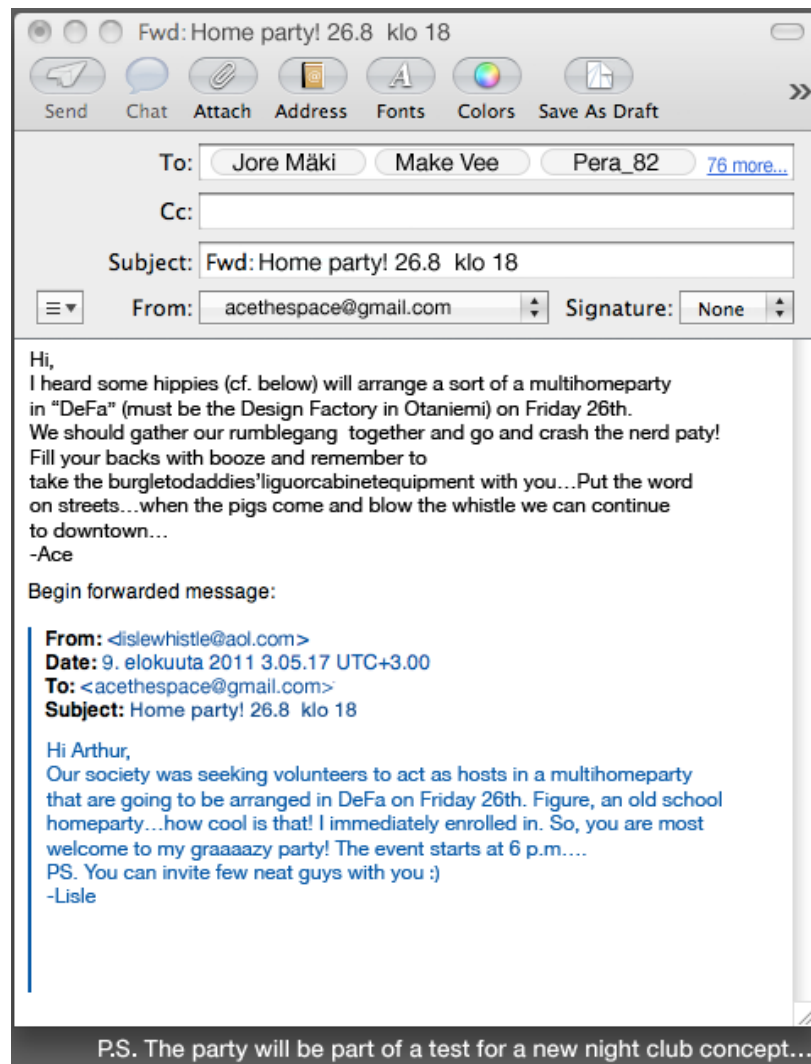 Fwd: Home party! 26.8 klo 18
Send Chat Attach Address Fonts Colors Save As Draft »
To: Jore Mäki Make Vee Pera_82 76 more...
Cc:
Subject: Fwd: Home party! 26.8 klo 18
From: acethespace@gmail.com Signature: None
Hi,
I heard some hippies (cf. below) will arrange a sort of a multihomeparty
in “DeFa” (must be the Design Factory in Otaniemi) on Friday 26th.
We should gather our rumblegang together and go and crash the nerd paty!
Fill your backs with booze and remember to
take the burgletodaddies’liguorcabinetequipment with you…Put the word
on streets…when the pigs come and blow the whistle we can continue
to downtown…
-Ace
Begin forwarded message:
From: <lislewhistle@aol.com>
Date: 9. elokuuta 2011 3.05.17 UTC+3.00
To: <acethespace@gmail.com>
Subject: Home party! 26.8 klo 18
Hi Arthur,
Our society was seeking volunteers to act as hosts in a multihomeparty
that are going to be arranged in DeFa on Friday 26th. Figure, an old school
homeparty…how cool is that! I immediately enrolled in. So, you are most
welcome to my graaaazy party! The event starts at 6 p.m….
PS. You can invite few neat guys with you :)
-Lisle
P.S. The party will be part of a test for a new night club concept...